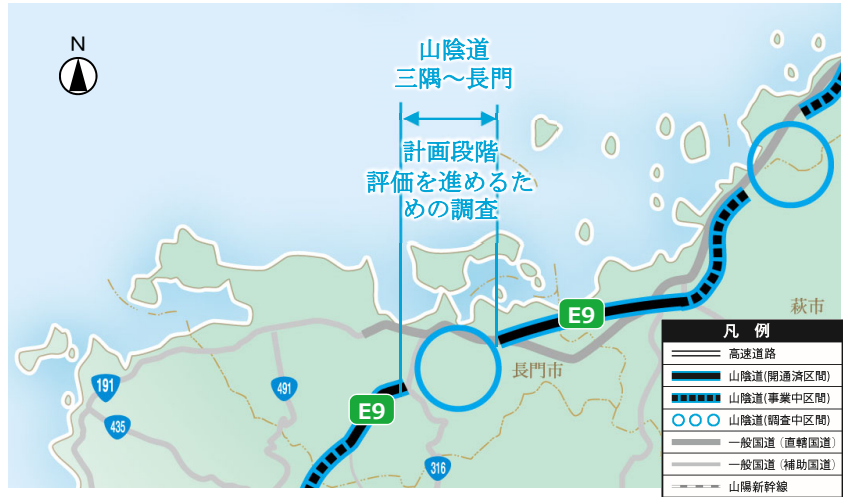 N
山陰道
三隅～長門
計画段階
評価を進めるた
めの調査
E9
萩市
長門市
191
491
435
E9
316
凡 例
高速道路
山陰道(開通済区間)
山陰道(事業中区間)
山陰道(調査中区間)
一般国道(直轄国道)
一般国道(補助国道)
山陽新幹線